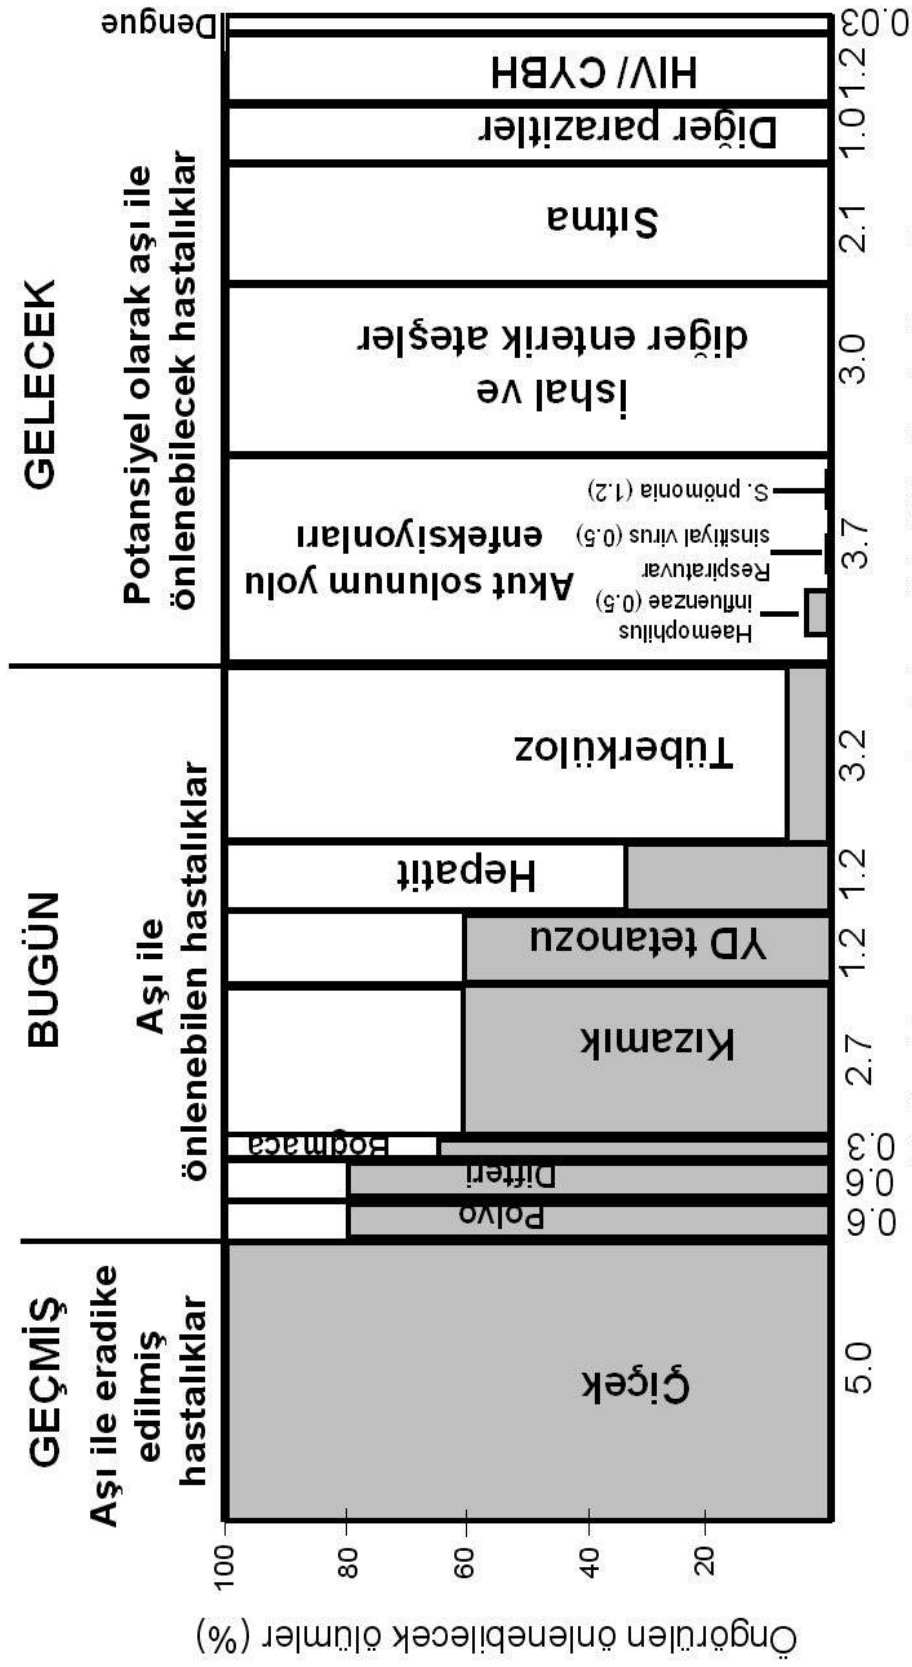 GEÇMİŞ
Aşı ile eradike
edilmiş
hastalıklar
BUGÜN
Aşı ile
önlenebilen hastalıklar
GELECEK
Potansiyel olarak aşı ile
önlenebilecek hastalıklar
Öngörülen önlenebilecek ölümler (%)
100
80
60
40
20
Çiçek
Polyo
Difteri
Boğmaca
Kızamık
YD tetanozu
Hepatit
Tüberküloz
Akut solunum yolu
enfeksiyonları
Haemophilus
influenzae (0.5)
Respiratuvar
sinsitiyal virus (0.5)
S. pnömonia (1.2)
İshal ve
diğer enterik ateşler
Sıtma
Diğer parazitler
HIV/ CYBH
Dengue
5.0
0.6
0.6
0.3
2.7
1.2
1.2
3.2
3.7
3.0
2.1
1.0
1.2
0.03